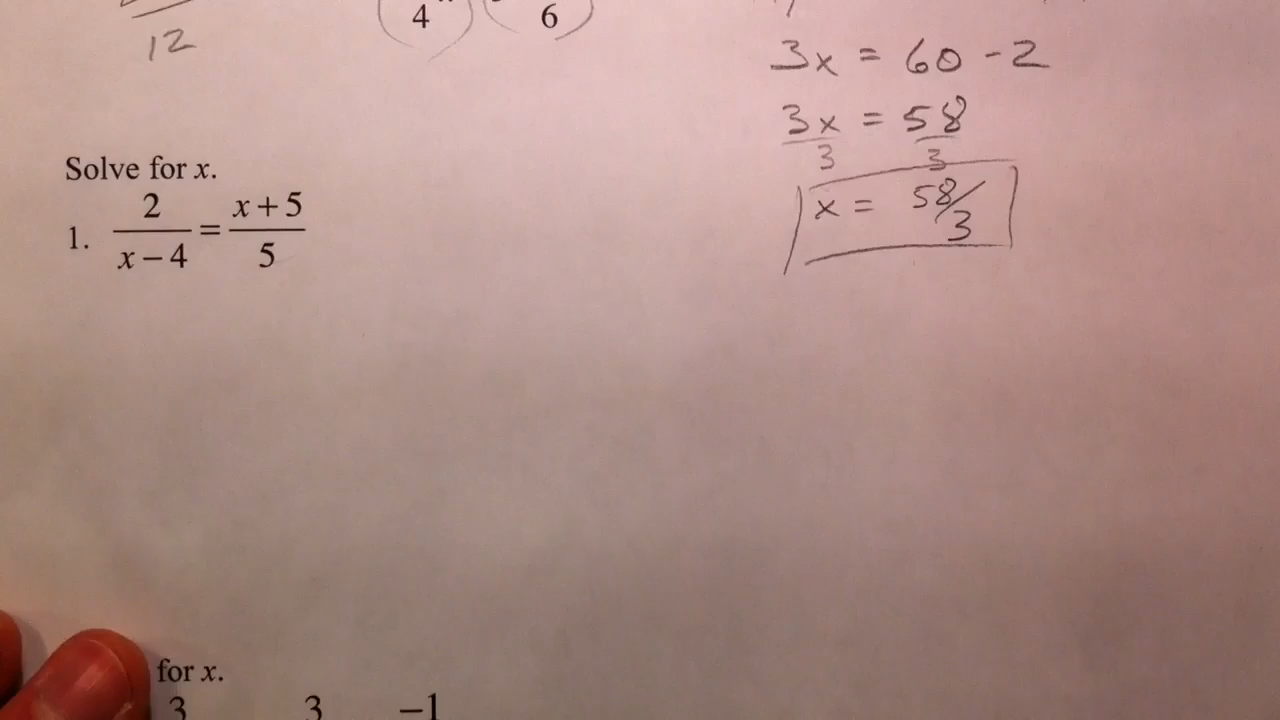 12
4 6
3x = 60 - 2
3x = 58
3 3
x = 58/3
Solve for x.
1. 2/(x-4) = (x+5)/5
for x.
3 3 -1